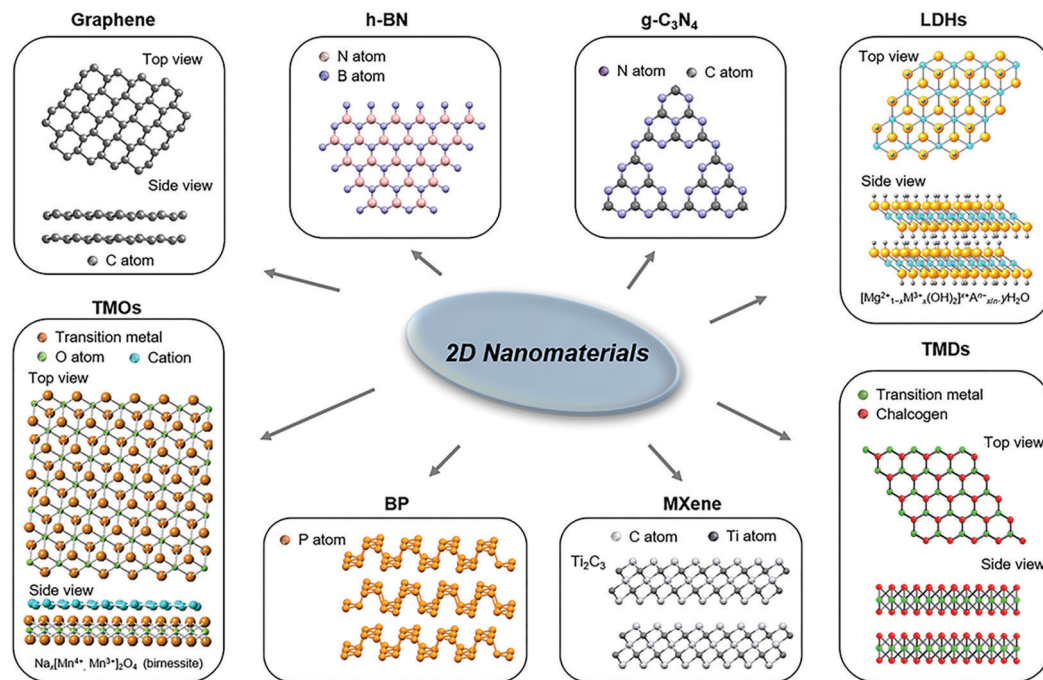 Graphene
Top view
Side view
C atom
h-BN
N atom
B atom
g-C₃N₄
N atom
C atom
LDHs
Top view
Side view
[Mg²⁺₁₋ₓM³⁺ₓ(OH)₂]ˣ⁺Aⁿ⁻ₓ/ₙ.yH₂O
2D Nanomaterials
TMOs
Transition metal
O atom
Cation
Top view
Side view
Naₓ[Mn⁴⁺, Mn³⁺]₂O₄ (birnessite)
BP
P atom
MXene
C atom
Ti atom
Ti₂C₃
TMDs
Transition metal
Chalcogen
Top view
Side view